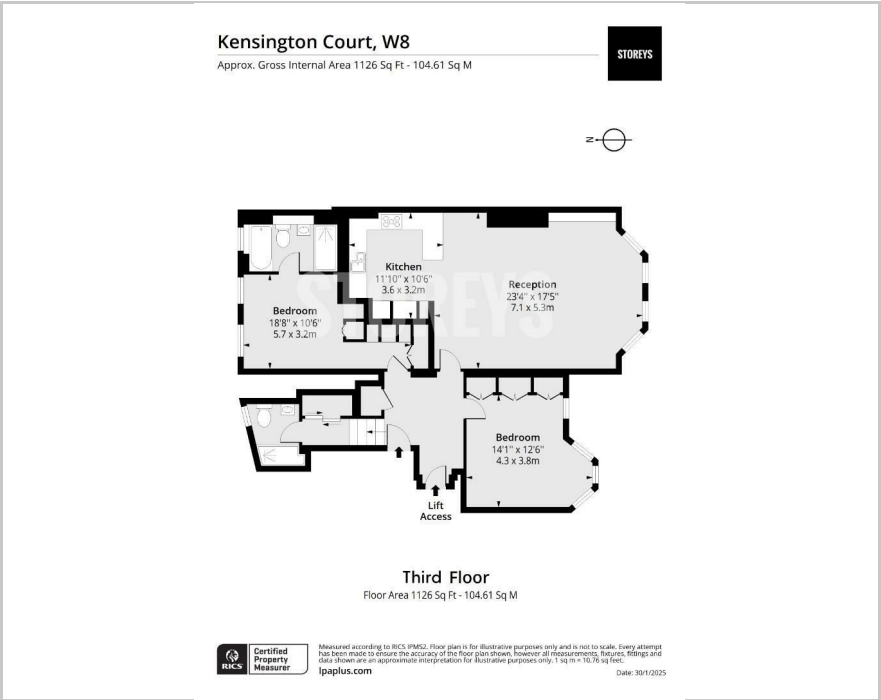 Kensington Court, W8
Approx. Gross Internal Area 1126 Sq Ft - 104.61 Sq M
STOREYS
N
STOREYS
Kitchen
11'10" x 10'6"
3.6 x 3.2m
Reception
23'4" x 17'5"
7.1 x 5.3m
Bedroom
18'8" x 10'6"
5.7 x 3.2m
Bedroom
14'1" x 12'6"
4.3 x 3.8m
Lift
Access
Third Floor
Floor Area 1126 Sq Ft - 104.61 Sq M
RICS
Certified
Property
Measurer
Measured according to RICS IPMS2. Floor plan is for illustrative purposes only and is not to scale. Every attempt
has been made to ensure the accuracy of the floor plan shown, however all measurements, fixtures, fittings and
data shown are an approximate interpretation for illustrative purposes only. 1 sq m = 10.76 sq feet.
lpaplus.com
Date: 30/1/2025